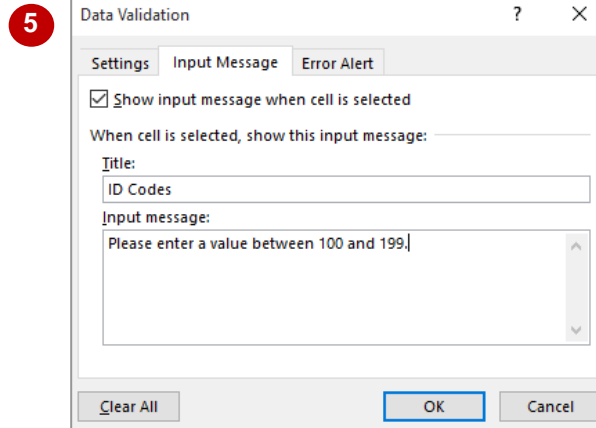 5
Data Validation ? ×
Settings Input Message Error Alert
Show input message when cell is selected
When cell is selected, show this input message:
Title:
ID Codes
Input message:
Please enter a value between 100 and 199.
Clear All OK Cancel